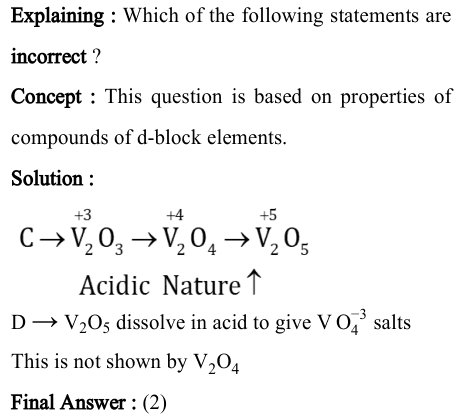 Explaining : Which of the following statements are
incorrect ?
Concept : This question is based on properties of
compounds of d-block elements.
Solution :
+3 +4 +5
C → V₂O₃ → V₂O₄ → V₂O₅
Acidic Nature ↑
D → V₂O₅ dissolve in acid to give V O₄⁻³ salts
This is not shown by V₂O₄
Final Answer : (2)